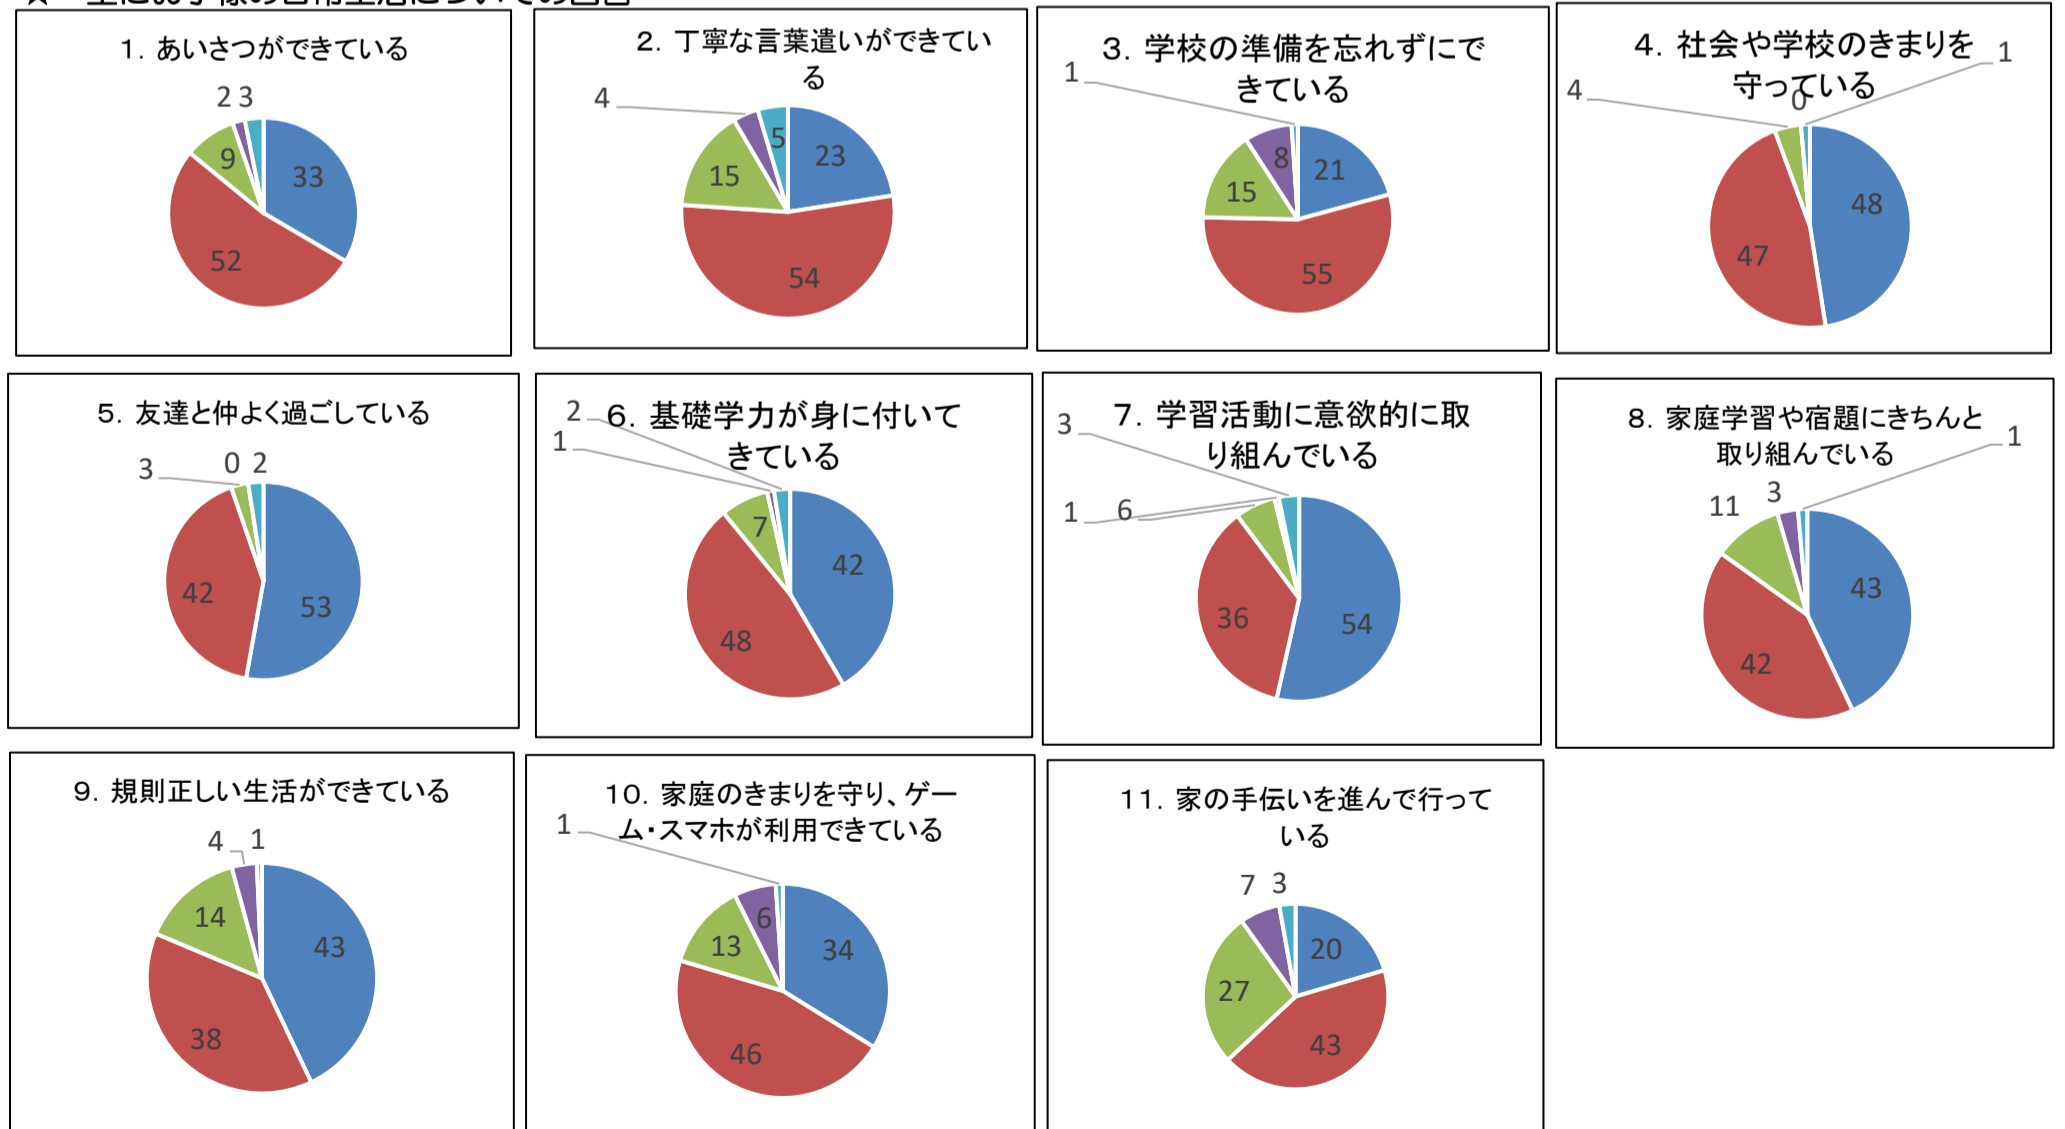 1．あいさつができている
2 3
9
33
52
2．丁寧な言葉遣いができてい
る
4
5
23
15
54
3．学校の準備を忘れずにで
きている
1
8
21
15
55
4．社会や学校のきまりを
守っている
1
4
0
48
47
5．友達と仲よく過ごしている
3
0
2
42
53
6．基礎学力が身に付いて
きている
2
1
7
42
48
7．学習活動に意欲的に取
り組んでいる
3
1
6
36
54
8．家庭学習や宿題にきちんと
取り組んでいる
1
3
11
43
42
9．規則正しい生活ができている
4
1
14
43
38
10．家庭のきまりを守り、ゲー
ム・スマホが利用できている
1
6
13
34
46
11．家の手伝いを進んで行って
いる
7
3
20
27
43